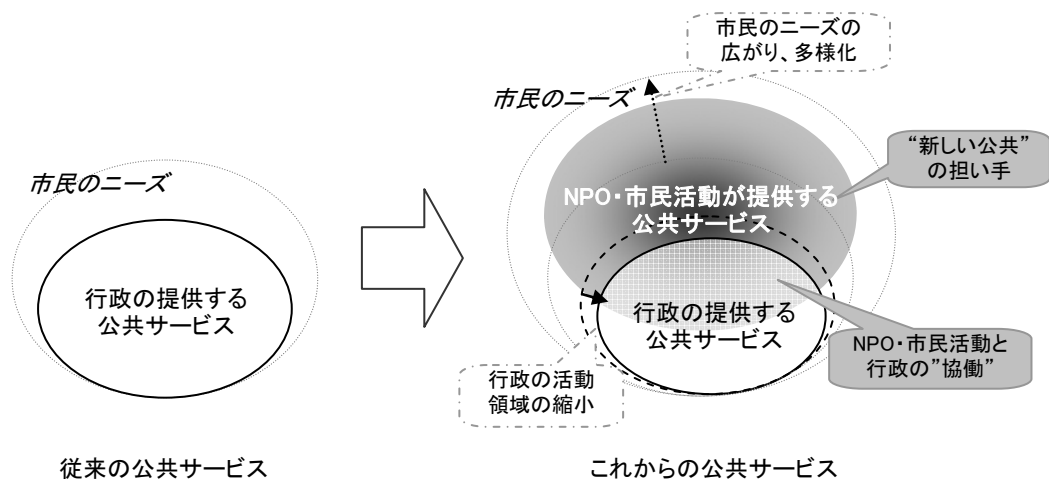 市民のニーズの
広がり、多様化
市民のニーズ
“新しい公共”
の担い手
市民のニーズ
NPO・市民活動が提供する
公共サービス
行政の提供する
公共サービス
行政の提供する
公共サービス
NPO・市民活動と
行政の”協働”
行政の活動
領域の縮小
従来の公共サービス
これからの公共サービス